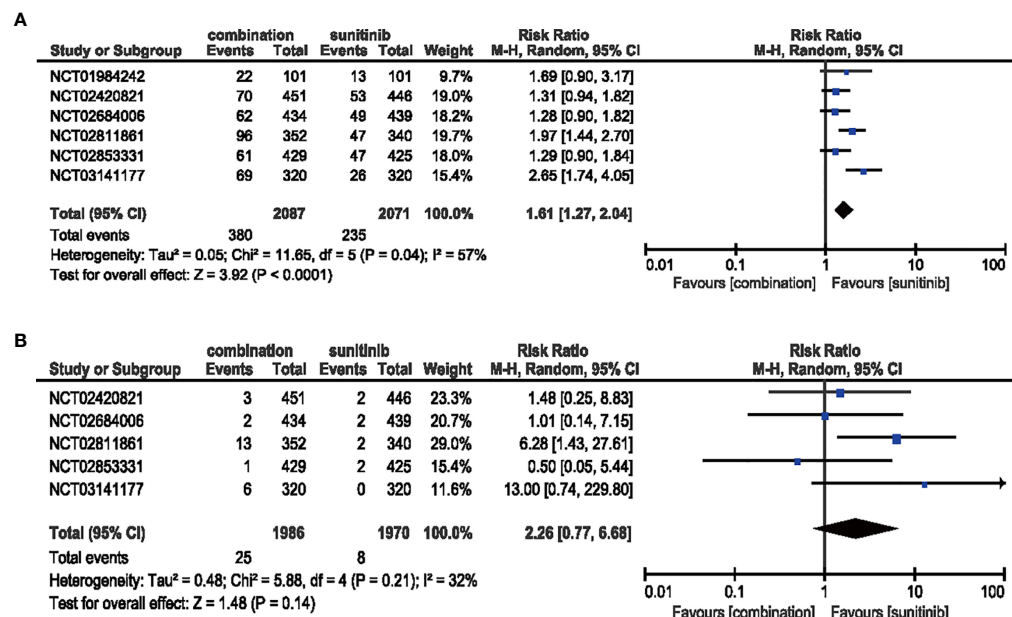 A
combination sunitinib Risk Ratio Risk Ratio
Study or Subgroup Events Total Events Total Weight M-H, Random, 95% CI M-H, Random, 95% CI
NCT01984242 22 101 13 101 9.7% 1.69 [0.90, 3.17]
NCT02420821 70 451 53 446 19.0% 1.31 [0.94, 1.82]
NCT02684006 62 434 49 439 18.2% 1.28 [0.90, 1.82]
NCT02811861 96 352 47 340 19.7% 1.97 [1.44, 2.70]
NCT02853331 61 429 47 425 18.0% 1.29 [0.90, 1.84]
NCT03141177 69 320 26 320 15.4% 2.65 [1.74, 4.05]
Total (95% CI) 2087 2071 100.0% 1.61 [1.27, 2.04]
Total events 380 235
Heterogeneity: Tau² = 0.05; Chi² = 11.65, df = 5 (P = 0.04); I² = 57%
Test for overall effect: Z = 3.92 (P < 0.0001)
0.01 0.1 1 10 100
Favours [combination] Favours [sunitinib]
B
combination sunitinib Risk Ratio Risk Ratio
Study or Subgroup Events Total Events Total Weight M-H, Random, 95% CI M-H, Random, 95% CI
NCT02420821 3 451 2 446 23.3% 1.48 [0.25, 8.83]
NCT02684006 2 434 2 439 20.7% 1.01 [0.14, 7.15]
NCT02811861 13 352 2 340 29.0% 6.28 [1.43, 27.61]
NCT02853331 1 429 2 425 15.4% 0.50 [0.05, 5.44]
NCT03141177 6 320 0 320 11.6% 13.00 [0.74, 229.80]
Total (95% CI) 1986 1970 100.0% 2.26 [0.77, 6.68]
Total events 25 8
Heterogeneity: Tau² = 0.48; Chi² = 5.88, df = 4 (P = 0.21); I² = 32%
Test for overall effect: Z = 1.48 (P = 0.14)
0.01 0.1 1 10 100
Favours [combination] Favours [sunitinib]